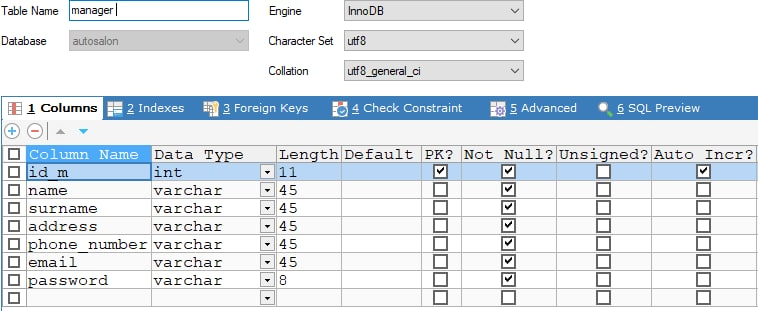 Table Name manager Engine InnoDB
Database autosalon Character Set utf8
Collation utf8_general_ci
1 Columns 2 Indexes 3 Foreign Keys 4 Check Constraint 5 Advanced 6 SQL Preview
Column Name Data Type Length Default PK? Not Null? Unsigned? Auto Incr?
id_m int 11
name varchar 45
surname varchar 45
address varchar 45
phone_number varchar 45
email varchar 45
password varchar 8